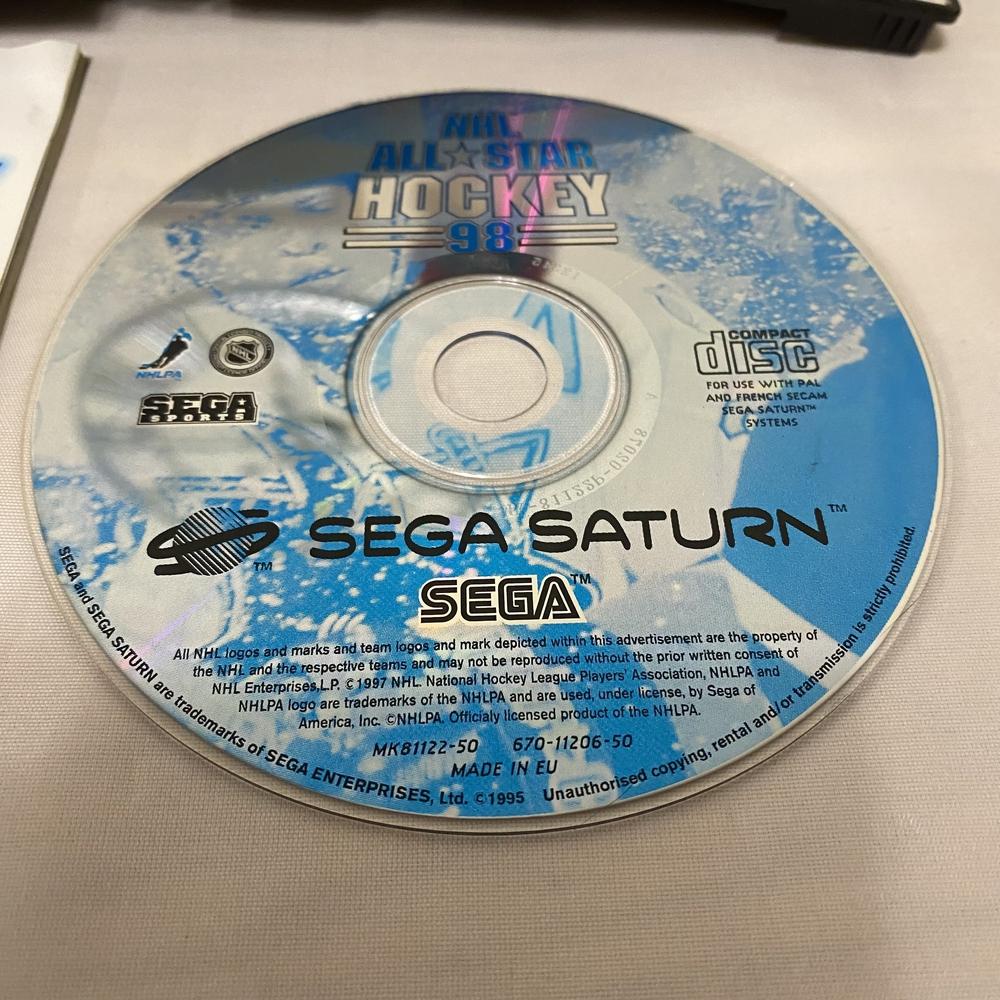 NHL
ALL☆STAR
HOCKEY
98
NHLPA
NHL
SEGA
SPORTS
COMPACT
disc
FOR USE WITH PAL
AND FRENCH SECAM
SEGA SATURN™
SYSTEMS
SEGA SATURN™
TM
SEGA™
All NHL logos and marks and team logos and mark depicted within this advertisement are the property of
the NHL and the respective teams and may not be reproduced without the prior written consent of
NHL Enterprises,L.P. ©1997 NHL. National Hockey League Players' Association, NHLPA and
NHLPA logo are trademarks of the NHLPA and are used, under license, by Sega of
America, Inc. ©NHLPA. Officialy licensed product of the NHLPA.
MK81122-50 670-11206-50
MADE IN EU
SEGA and SEGA SATURN are trademarks of SEGA ENTERPRISES, Ltd. ©1995 Unauthorised copying, rental and/or transmission is strictly prohibited.